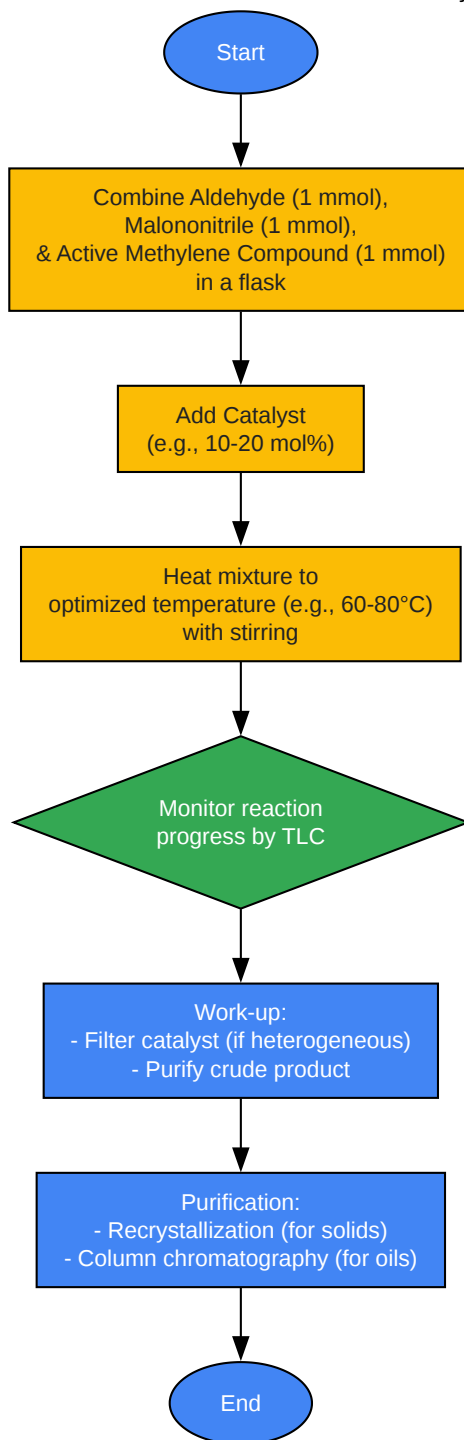 Start
Combine Aldehyde (1 mmol),
Malononitrile (1 mmol),
& Active Methylene Compound (1 mmol)
in a flask
Add Catalyst
(e.g., 10-20 mol%)
Heat mixture to
optimized temperature (e.g., 60-80°C)
with stirring
Monitor reaction
progress by TLC
Work-up:
- Filter catalyst (if heterogeneous)
- Purify crude product
Purification:
- Recrystallization (for solids)
- Column chromatography (for oils)
End